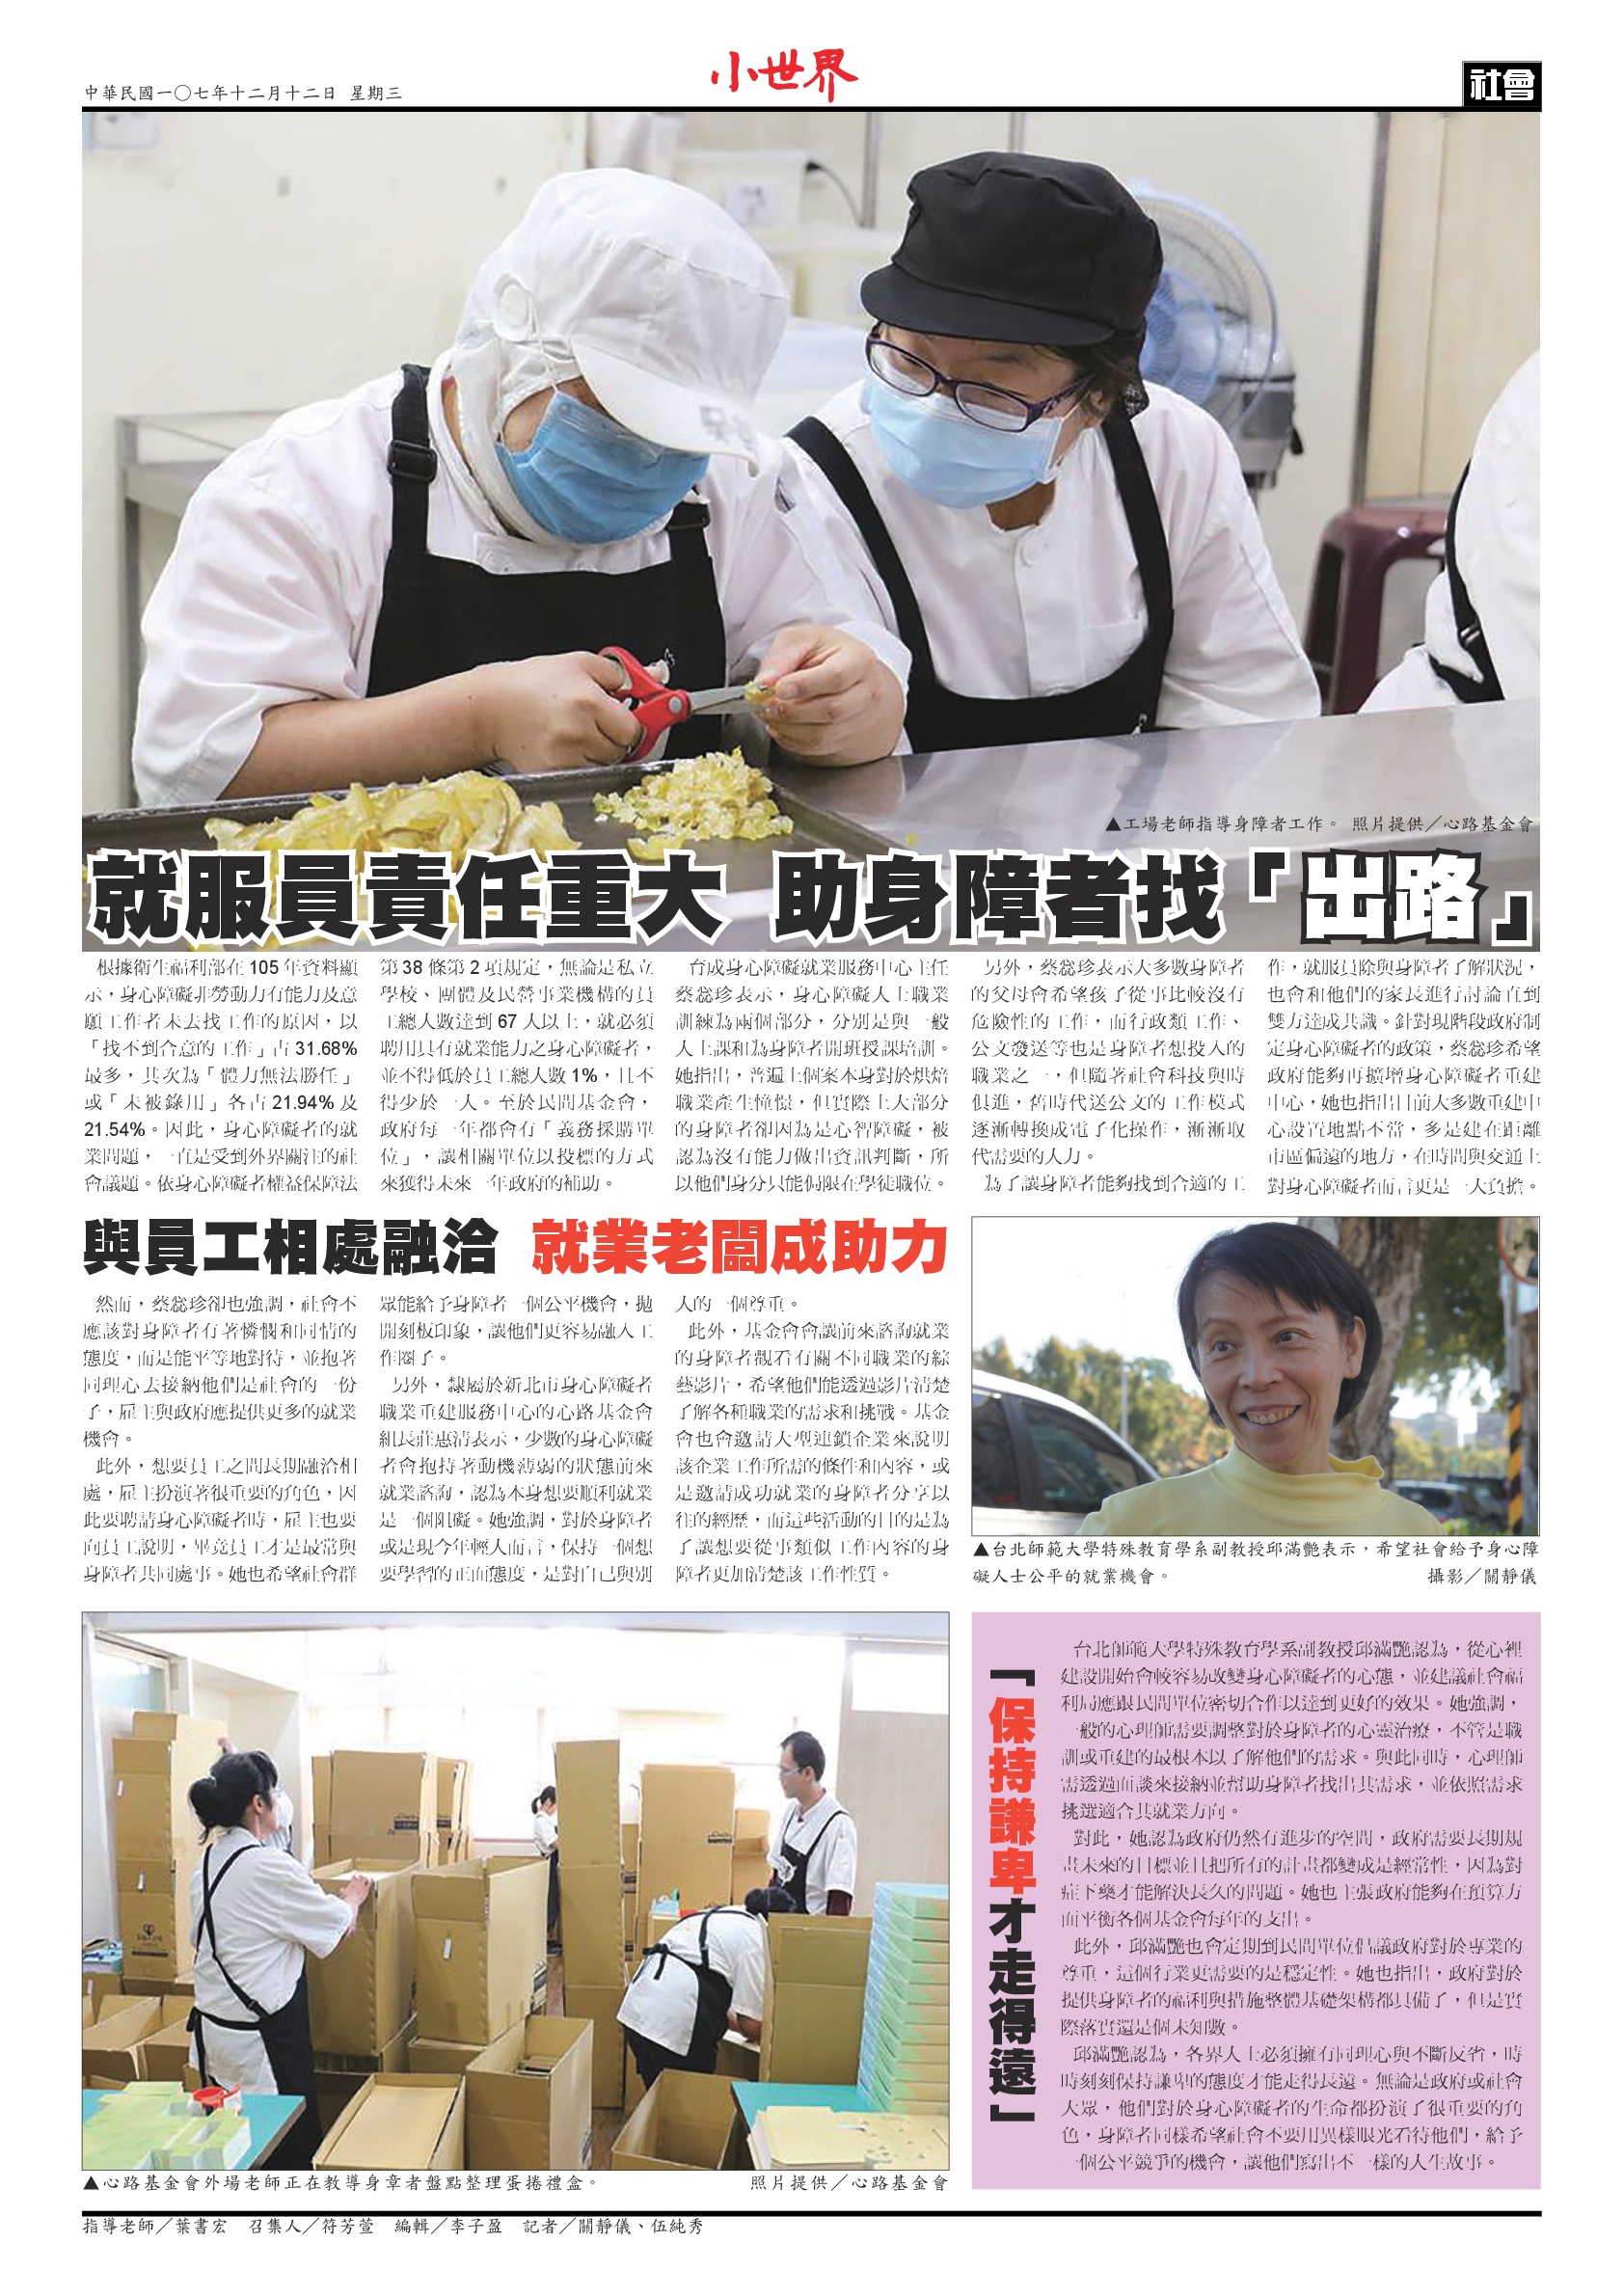 中華民國一○七年十二月十二日 星期三
小世界
社會
▲工場老師指導身障者工作。 照片提供／心路基金會
就服員責任重大 助身障者找「出路」
根據衛生福利部在 105 年資料顯
示，身心障礙非勞動力有能力及意
願工作者未去找工作的原因，以
「找不到合意的工作」占 31.68%
最多，其次為「體力無法勝任」
或「未被錄用」各占 21.94% 及
21.54%。因此，身心障礙者的就
業問題，一直是受到外界關注的社
會議題。依身心障礙者權益保障法
第 38 條第 2 項規定，無論是私立
學校、團體及民營事業機構的員
工總人數達到 67 人以上，就必須
聘用具有就業能力之身心障礙者，
並不得低於員工總人數 1%，且不
得少於一人。至於民間基金會，
政府每一年都會有「義務採購單
位」，讓相關單位以投標的方式
來獲得未來一年政府的補助。
育成身心障礙就業服務中心主任
蔡蕊珍表示，身心障礙人士職業
訓練為兩個部分，分別是與一般
人上課和為身障者開班授課培訓。
她指出，普遍上個案本身對於烘焙
職業產生憧憬，但實際上大部分
的身障者卻因為是心智障礙，被
認為沒有能力做出資訊判斷，所
以他們身分只能侷限在學徒職位。
另外，蔡蕊珍表示大多數身障者
的父母會希望孩子從事比較沒有
危險性的工作，而行政類工作、
公文發送等也是身障者想投入的
職業之一，但隨著社會科技與時
俱進，舊時代送公文的工作模式
逐漸轉換成電子化操作，漸漸取
代需要的人力。
為了讓身障者能夠找到合適的工
作，就服員除與身障者了解狀況，
也會和他們的家長進行討論直到
雙方達成共識。針對現階段政府制
定身心障礙者的政策，蔡蕊珍希望
政府能夠再擴增身心障礙者重建
中心，她也指出目前大多數重建中
心設置地點不當，多是建在距離
市區偏遠的地方，在時間與交通上
對身心障礙者而言更是一大負擔。
與員工相處融洽 就業老闆成助力
然而，蔡蕊珍卻也強調，社會不
應該對身障者有著憐憫和同情的
態度，而是能平等地對待，並抱著
同理心去接納他們是社會的一份
子，雇主與政府應提供更多的就業
機會。
此外，想要員工之間長期融洽相
處，雇主扮演著很重要的角色，因
此要聘請身心障礙者時，雇主也要
向員工說明，畢竟員工才是最常與
身障者共同處事。她也希望社會群
眾能給予身障者一個公平機會，拋
開刻板印象，讓他們更容易融入工
作圈子。
另外，隸屬於新北市身心障礙者
職業重建服務中心的心路基金會
組長莊惠清表示，少數的身心障礙
者會抱持著動機薄弱的狀態前來
就業諮詢，認為本身想要順利就業
是一個阻礙。她強調，對於身障者
或是現今年輕人而言，保持一個想
要學習的正面態度，是對自己與別
人的一個尊重。
此外，基金會會讓前來諮詢就業
的身障者觀看有關不同職業的綜
藝影片，希望他們能透過影片清楚
了解各種職業的需求和挑戰。基金
會也會邀請大型連鎖企業來說明
該企業工作所需的條件和內容，或
是邀請成功就業的身障者分享以
往的經歷，而這些活動的目的是為
了讓想要從事類似工作內容的身
障者更加清楚該工作性質。
▲台北師範大學特殊教育學系副教授邱滿艷表示，希望社會給予身心障
礙人士公平的就業機會。 攝影／關靜儀
「保持謙卑才走得遠」
台北師範大學特殊教育學系副教授邱滿艷認為，從心裡
建設開始會較容易改變身心障礙者的心態，並建議社會福
利局應跟民間單位密切合作以達到更好的效果。她強調，
一般的心理師需要調整對於身障者的心靈治療，不管是職
訓或重建的最根本以了解他們的需求。與此同時，心理師
需透過面談來接納並幫助身障者找出其需求，並依照需求
挑選適合其就業方向。
對此，她認為政府仍然有進步的空間，政府需要長期規
畫未來的目標並且把所有的計畫都變成是經常性，因為對
症下藥才能解決長久的問題。她也主張政府能夠在預算方
面平衡各個基金會每年的支出。
此外，邱滿艷也會定期到民間單位倡議政府對於專業的
尊重，這個行業更需要的是穩定性。她也指出，政府對於
提供身障者的福利與措施整體基礎架構都具備了，但是實
際落實還是個未知數。
邱滿艷認為，各界人士必須擁有同理心與不斷反省，時
時刻刻保持謙卑的態度才能走得長遠。無論是政府或社會
大眾，他們對於身心障礙者的生命都扮演了很重要的角
色，身障者同樣希望社會不要用異樣眼光看待他們，給予
一個公平競爭的機會，讓他們寫出不一樣的人生故事。
▲心路基金會外場老師正在教導身章者盤點整理蛋捲禮盒。 照片提供／心路基金會
指導老師／葉書宏 召集人／符芳萱 編輯／李子盈 記者／關靜儀、伍純秀